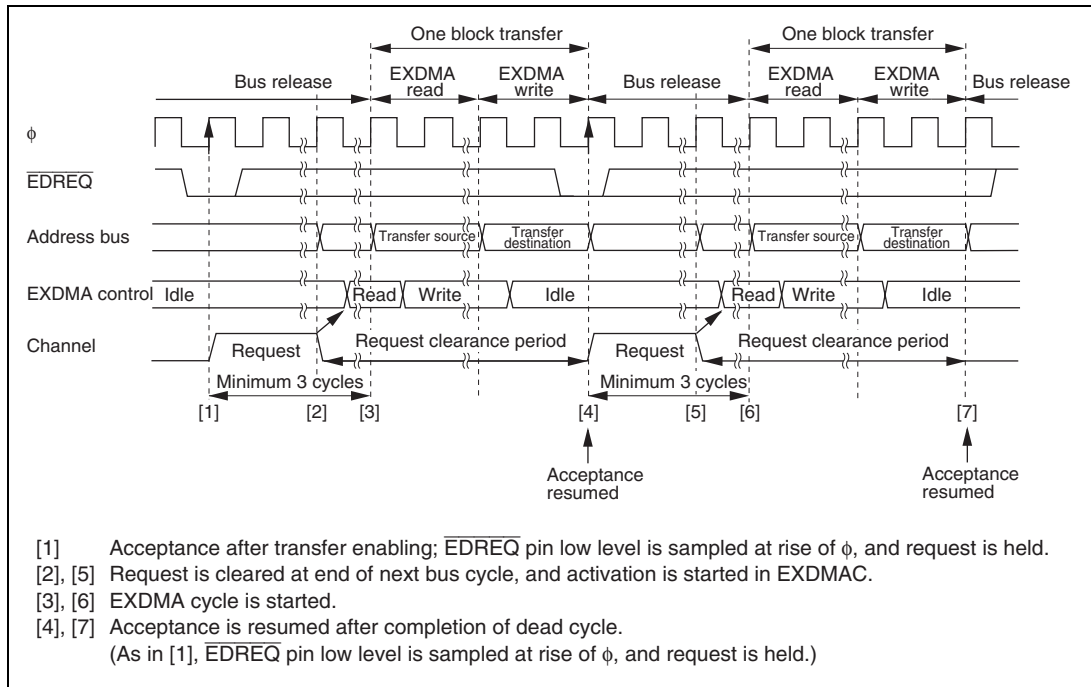 One block transfer One block transfer
Bus release EXDMA read EXDMA write Bus release EXDMA read EXDMA write Bus release
ϕ
EDREQ
Address bus Transfer source Transfer destination Transfer source Transfer destination
EXDMA control Idle Read Write Idle Read Write Idle
Channel Request Request clearance period Request Request clearance period
Minimum 3 cycles Minimum 3 cycles
[1] [2] [3] [4] [5] [6] [7]
Acceptance resumed Acceptance resumed
[1] Acceptance after transfer enabling; EDREQ pin low level is sampled at rise of ϕ, and request is held.
[2], [5] Request is cleared at end of next bus cycle, and activation is started in EXDMAC.
[3], [6] EXDMA cycle is started.
[4], [7] Acceptance is resumed after completion of dead cycle.
(As in [1], EDREQ pin low level is sampled at rise of ϕ, and request is held.)